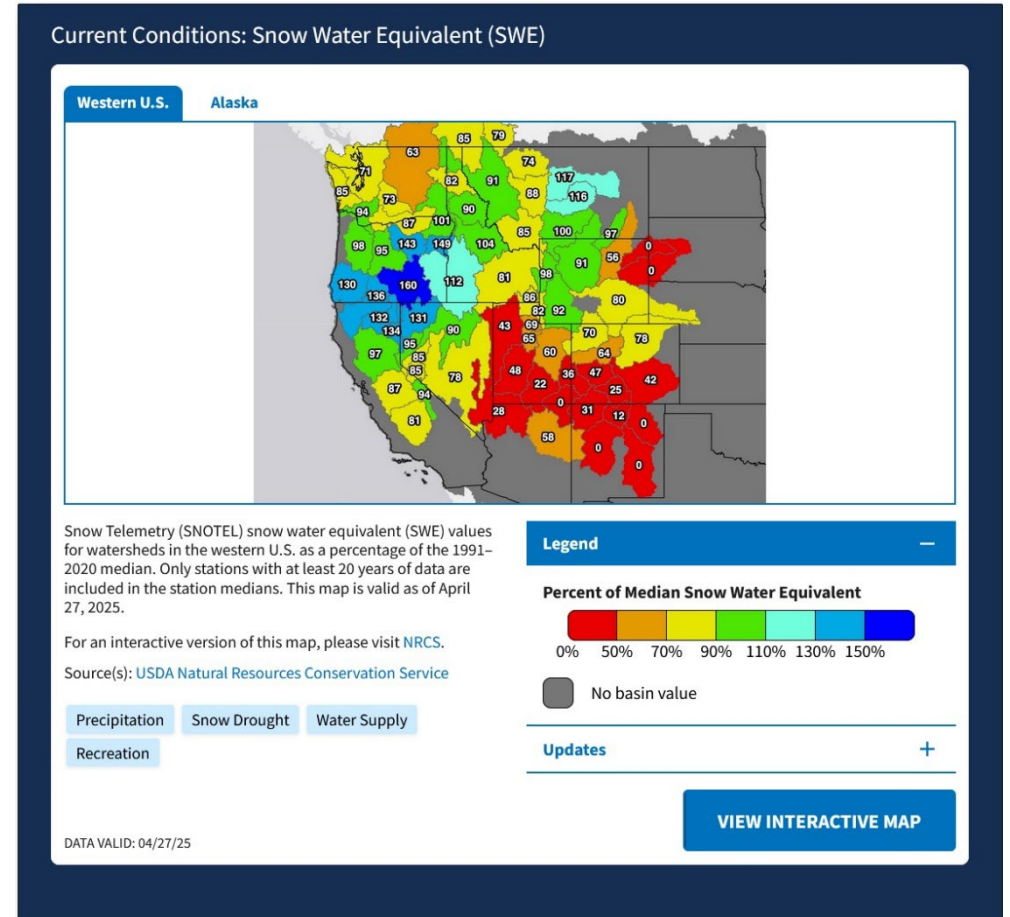 Current Conditions: Snow Water Equivalent (SWE)
Western U.S. Alaska
63 85 79
71 82 91 74 117
85 73 90 88 116
94 87 101
98 95 143 149 104 85 100 97 0
130 136 160 112 81 98 91 56 0
86 80
132 131 82 92
134 90 43 69 70 78
97 95 85 65 60 64
85 78 48 22 36 47 42
87 94 0 25
81 28 31 12 0
58 0 0
Snow Telemetry (SNOTEL) snow water equivalent (SWE) values
for watersheds in the western U.S. as a percentage of the 1991–
2020 median. Only stations with at least 20 years of data are
included in the station medians. This map is valid as of April
27, 2025.
For an interactive version of this map, please visit NRCS.
Source(s): USDA Natural Resources Conservation Service
Precipitation Snow Drought Water Supply
Recreation
DATA VALID: 04/27/25
Legend
Percent of Median Snow Water Equivalent
0% 50% 70% 90% 110% 130% 150%
No basin value
Updates
VIEW INTERACTIVE MAP